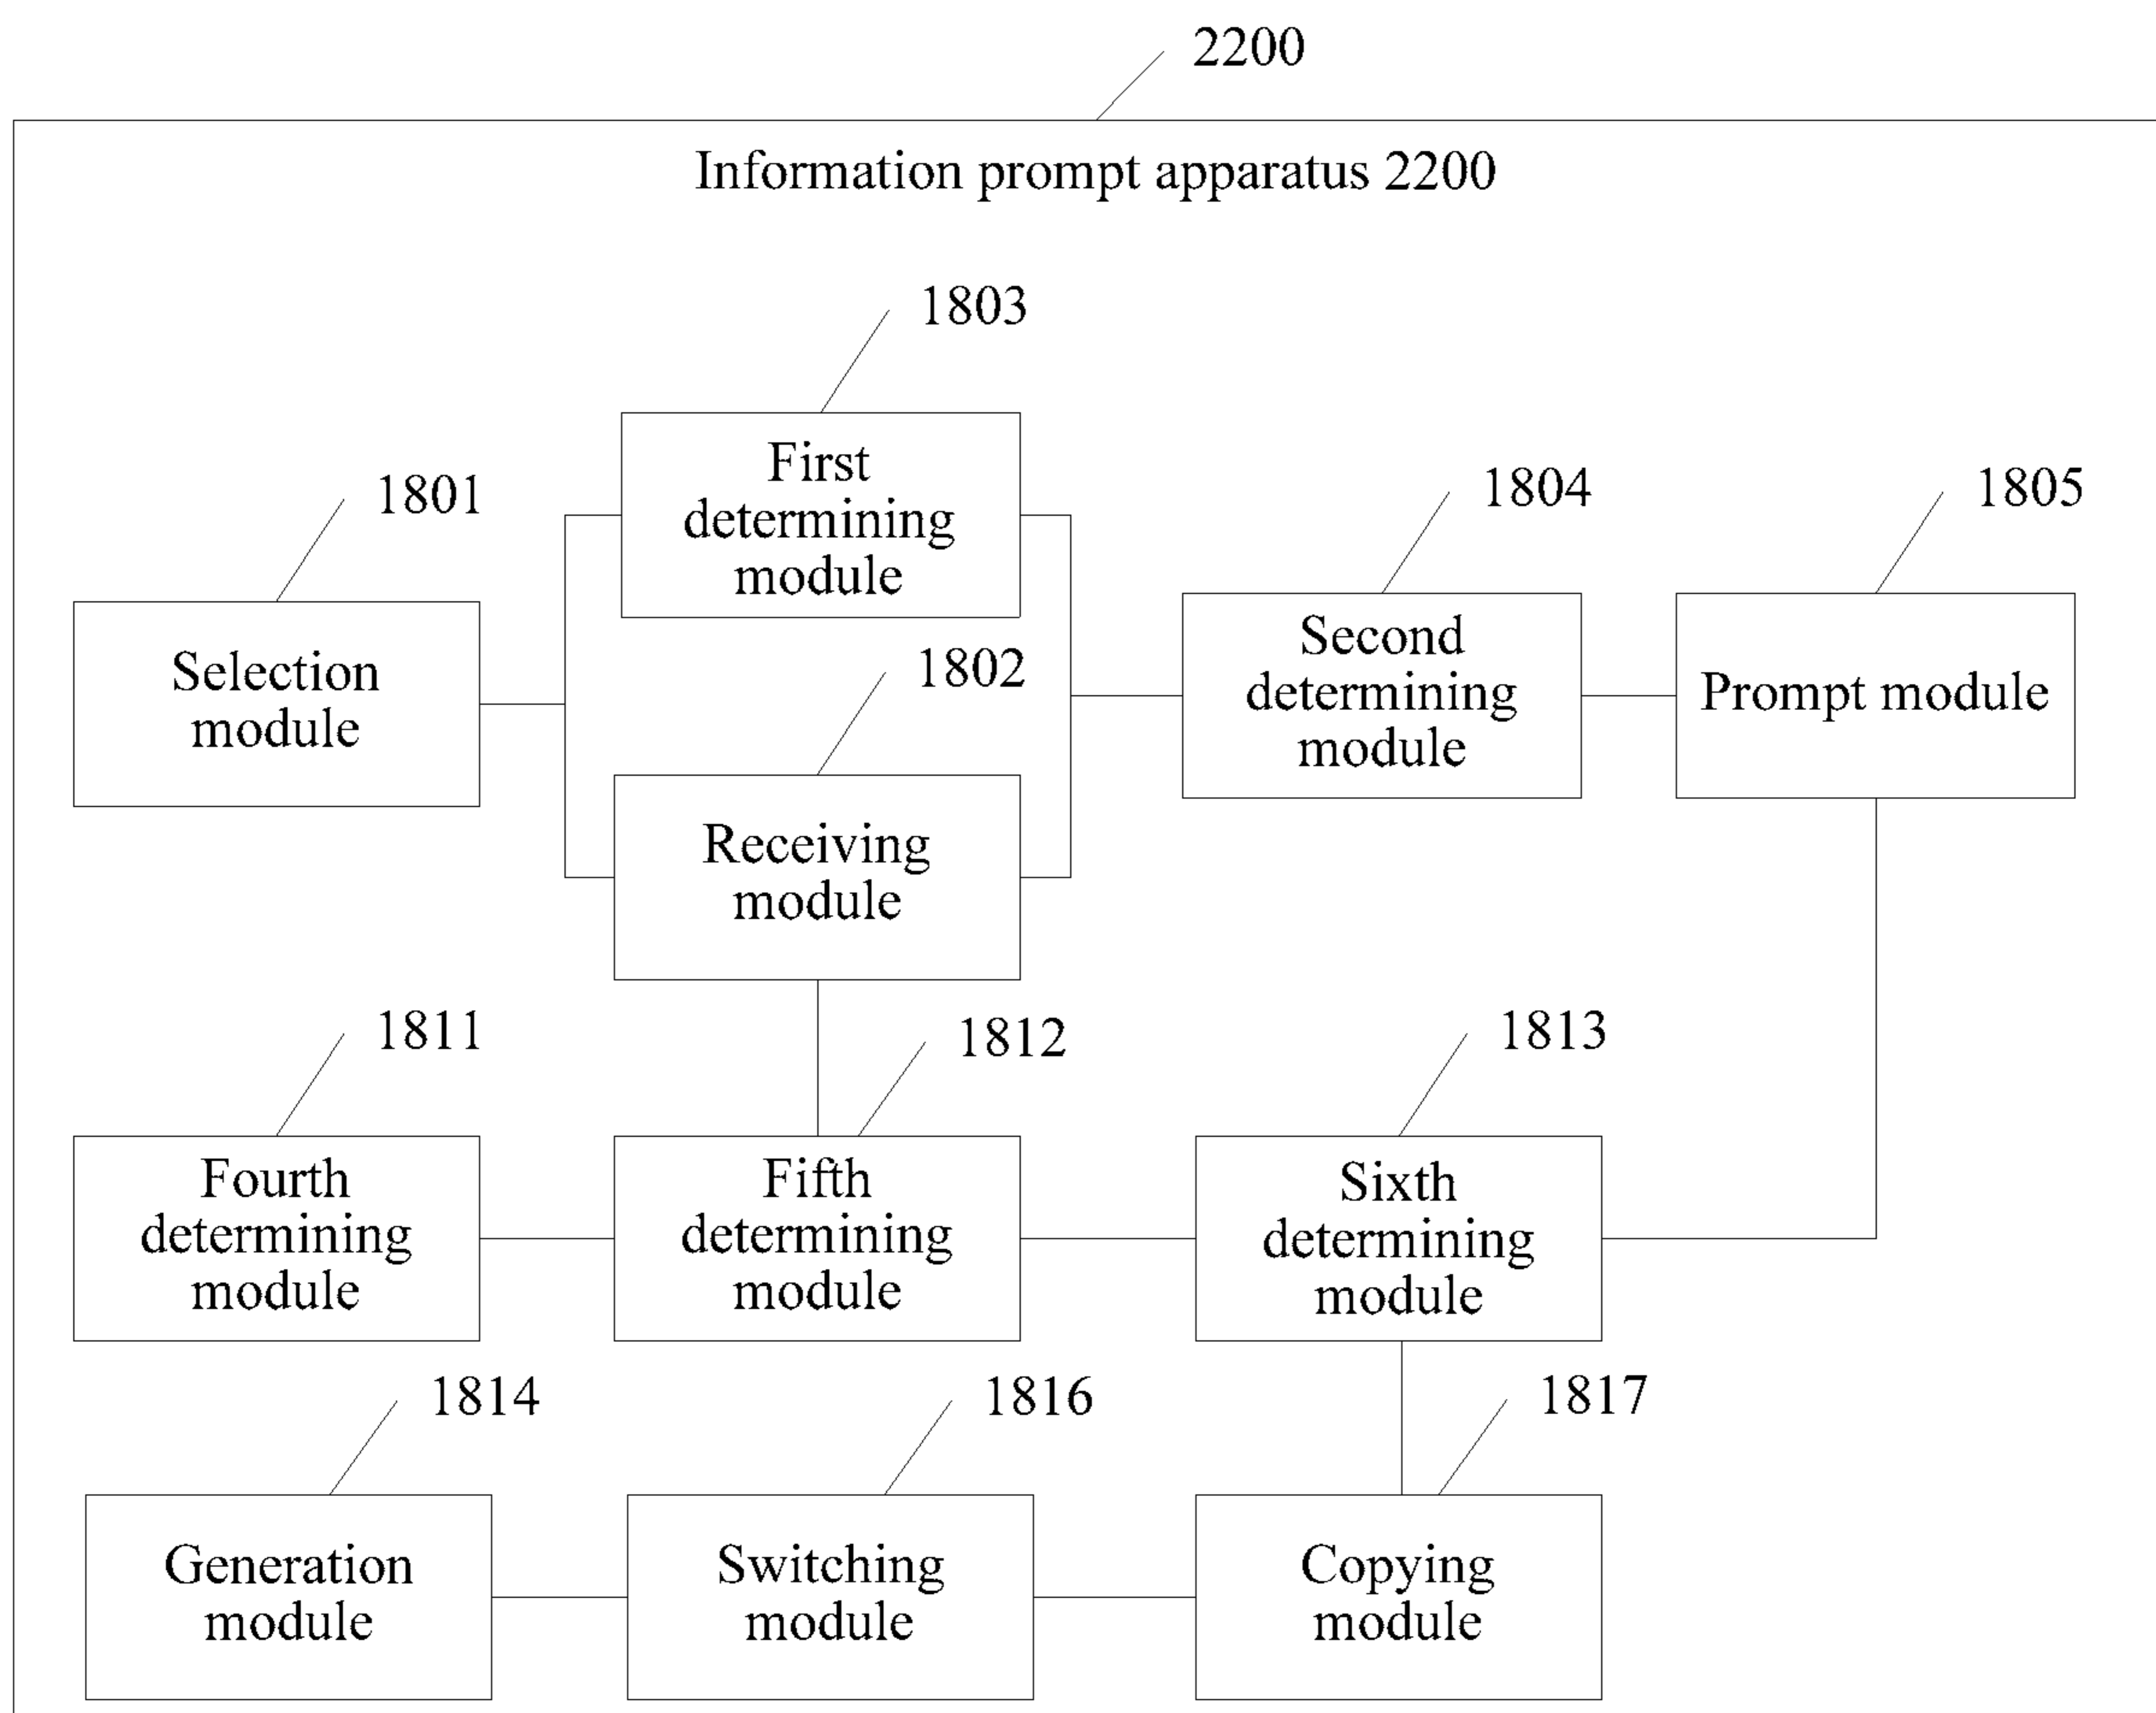 2200
Information prompt apparatus 2200
1803
First
determining
module
1801
Selection
module
1802
Receiving
module
1804
Second
determining
module
1805
Prompt module
1811
Fourth
determining
module
1812
Fifth
determining
module
1813
Sixth
determining
module
1814
Generation
module
1816
Switching
module
1817
Copying
module